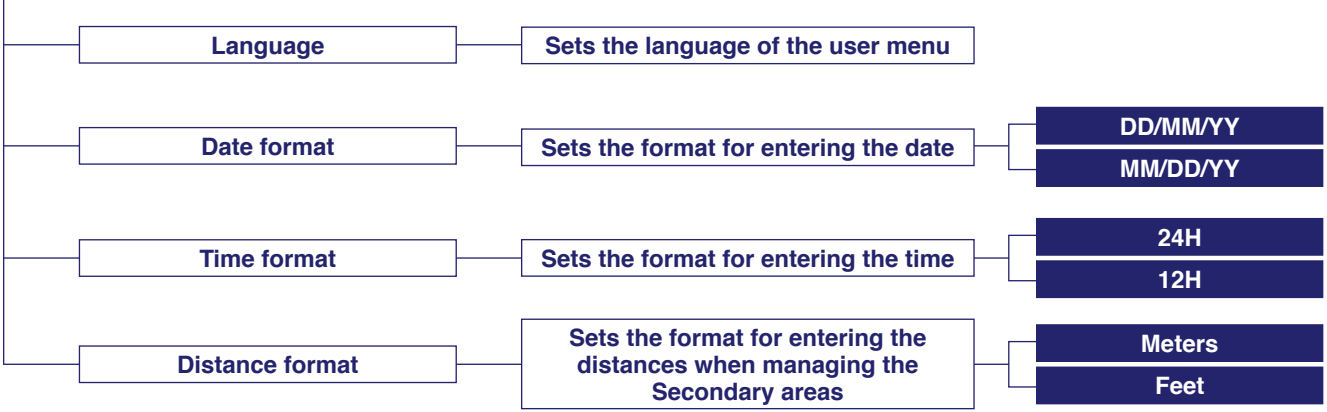 Language
Sets the language of the user menu
Date format
Sets the format for entering the date
DD/MM/YY
MM/DD/YY
Time format
Sets the format for entering the time
24H
12H
Distance format
Sets the format for entering the
distances when managing the
Secondary areas
Meters
Feet